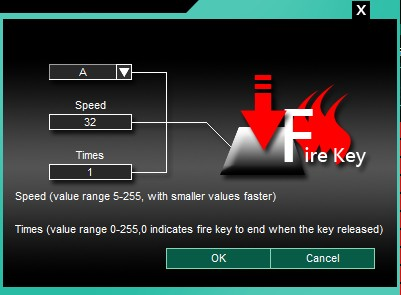 X
A
Speed
32
Times
1
Fire Key
Speed (value range 5-255, with smaller values faster)
Times (value range 0-255,0 indicates fire key to end when the key released)
OK Cancel